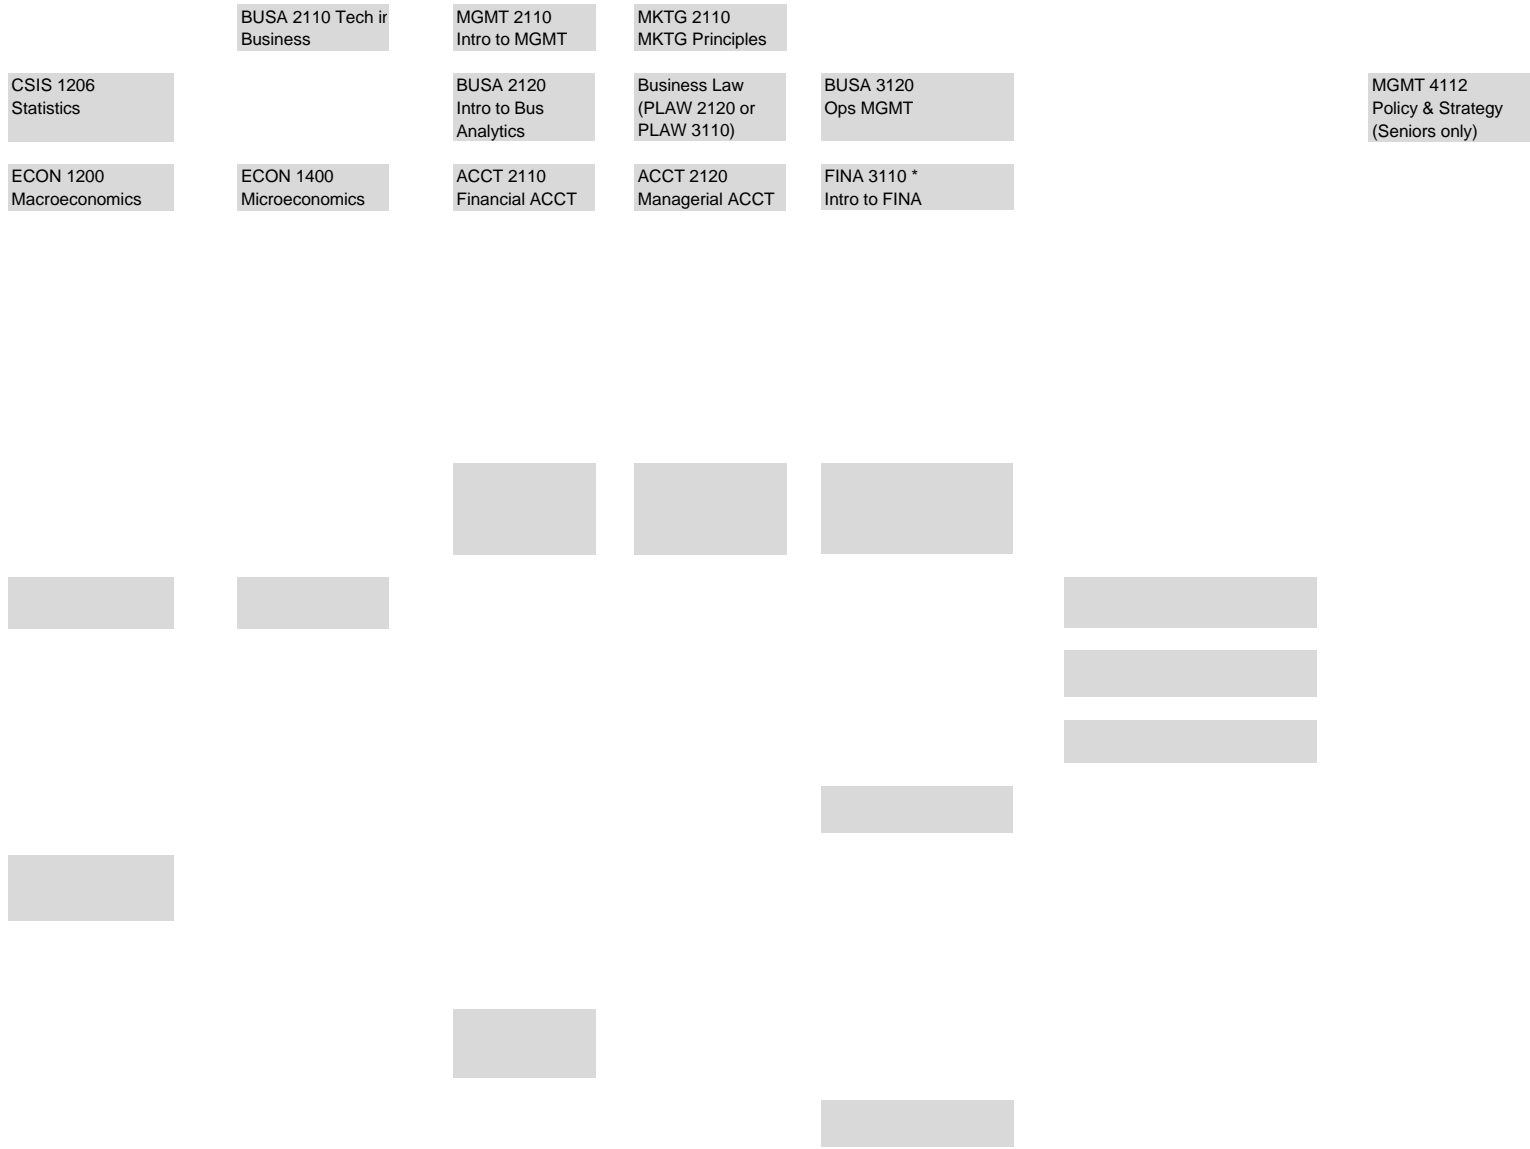 BUSA 2110 Tech in
Business
MGMT 2110
Intro to MGMT
MKTG 2110
MKTG Principles
CSIS 1206
Statistics
BUSA 2120
Intro to Bus
Analytics
Business Law
(PLAW 2120 or
PLAW 3110)
BUSA 3120
Ops MGMT
MGMT 4112
Policy & Strategy
(Seniors only)
ECON 1200
Macroeconomics
ECON 1400
Microeconomics
ACCT 2110
Financial ACCT
ACCT 2120
Managerial ACCT
FINA 3110 *
Intro to FINA